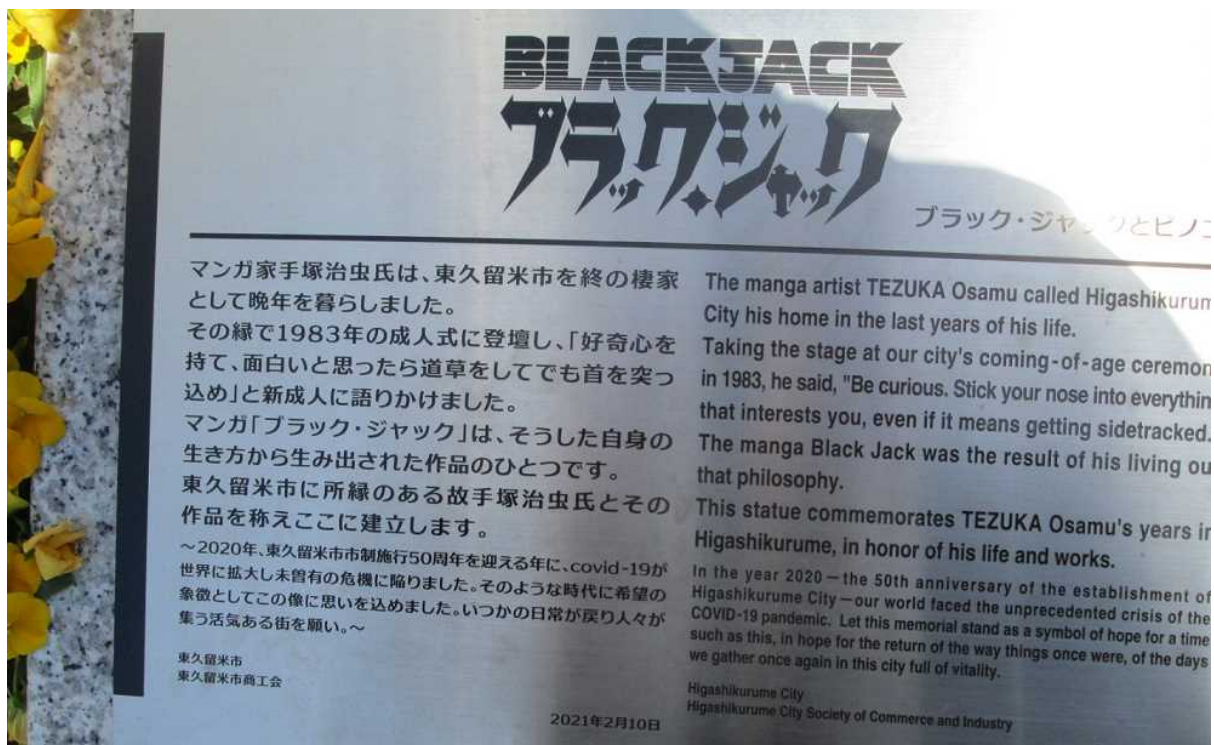 BLACK JACK
ブラック・ジャック
ブラック・ジャックとピノコ
マンガ家手塚治虫氏は、東久留米市を終の棲家
として晩年を暮らしました。
その縁で1983年の成人式に登壇し、「好奇心を
持て、面白いと思ったら道草をしてでも首を突っ
込め」と新成人に語りかけました。
マンガ「ブラック・ジャック」は、そうした自身の
生き方から生み出された作品のひとつです。
東久留米市に所縁のある故手塚治虫氏とその
作品を称えここに建立します。
~2020年、東久留米市市制施行50周年を迎える年に、covid-19が
世界に拡大し未曽有の危機に陥りました。そのような時代に希望の
象徴としてこの像に思いを込めました。いつかの日常が戻り人々が
集う活気ある街を願い。~
東久留米市
東久留米市商工会
2021年2月10日
The manga artist TEZUKA Osamu called Higashikurum
City his home in the last years of his life.
Taking the stage at our city's coming-of-age ceremon
in 1983, he said, "Be curious. Stick your nose into everythin
that interests you, even if it means getting sidetracked.
The manga Black Jack was the result of his living ou
that philosophy.
This statue commemorates TEZUKA Osamu's years in
Higashikurume, in honor of his life and works.
In the year 2020—the 50th anniversary of the establishment of
Higashikurume City—our world faced the unprecedented crisis of the
COVID-19 pandemic. Let this memorial stand as a symbol of hope for a time
such as this, in hope for the return of the way things once were, of the days
we gather once again in this city full of vitality.
Higashikurume City
Higashikurume City Society of Commerce and Industry